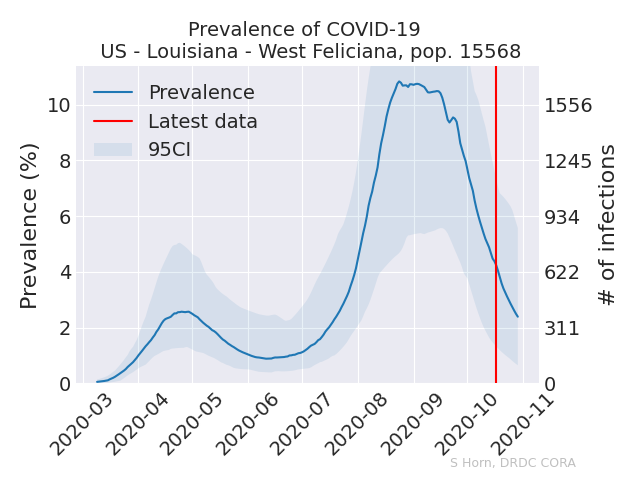 Prevalence of COVID-19
US - Louisiana - West Feliciana, pop. 15568
Prevalence
Latest data
95CI
Prevalence (%)
10
8
6
4
2
0
1556
1245
934
622
311
0
# of infections
2020-03
2020-04
2020-05
2020-06
2020-07
2020-08
2020-09
2020-10
2020-11
S Horn, DRDC CORA